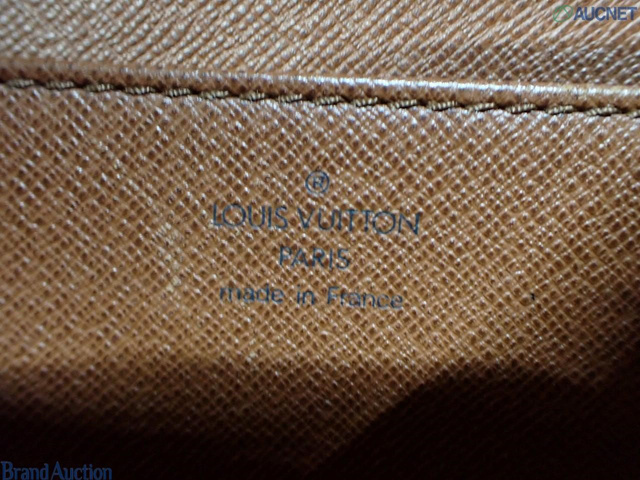 AUCNET
®
LOUIS VUITTON
PARIS
made in France
Brand Auction